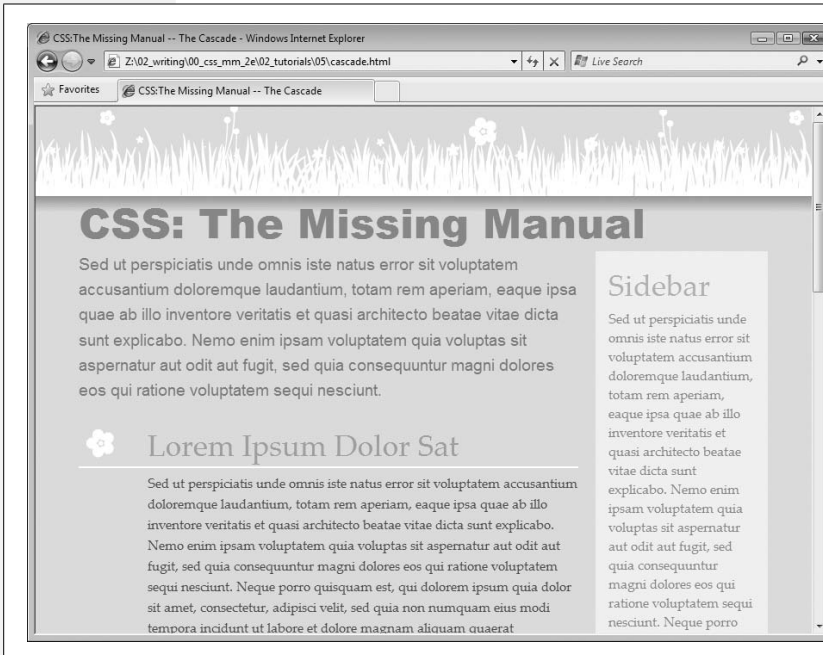 CSS:The Missing Manual -- The Cascade - Windows Internet Explorer
Z:\02_writing\00_css_mm_2e\02_tutorials\05\cascade.html
Live Search
Favorites
CSS:The Missing Manual -- The Cascade
CSS: The Missing Manual
Sed ut perspiciatis unde omnis iste natus error sit voluptatem
accusantium doloremque laudantium, totam rem aperiam, eaque ipsa
quae ab illo inventore veritatis et quasi architecto beatae vitae dicta
sunt explicabo. Nemo enim ipsam voluptatem quia voluptas sit
aspernatur aut odit aut fugit, sed quia consequuntur magni dolores
eos qui ratione voluptatem sequi nesciunt.
Lorem Ipsum Dolor Sat
Sed ut perspiciatis unde omnis iste natus error sit voluptatem accusantium
doloremque laudantium, totam rem aperiam, eaque ipsa quae ab illo
inventore veritatis et quasi architecto beatae vitae dicta sunt explicabo.
Nemo enim ipsam voluptatem quia voluptas sit aspernatur aut odit aut
fugit, sed quia consequuntur magni dolores eos qui ratione voluptatem
sequi nesciunt. Neque porro quisquam est, qui dolorem ipsum quia dolor
sit amet, consectetur, adipisci velit, sed quia non numquam eius modi
tempora incidunt ut labore et dolore magnam aliquam quaerat
Sidebar
Sed ut perspiciatis unde
omnis iste natus error sit
voluptatem accusantium
doloremque laudantium,
totam rem aperiam,
eaque ipsa quae ab illo
inventore veritatis et
quasi architecto beatae
vitae dicta sunt
explicabo. Nemo enim
ipsam voluptatem quia
voluptas sit aspernatur
aut odit aut fugit, sed
quia consequuntur
magni dolores eos qui
ratione voluptatem sequi
nesciunt. Neque porro